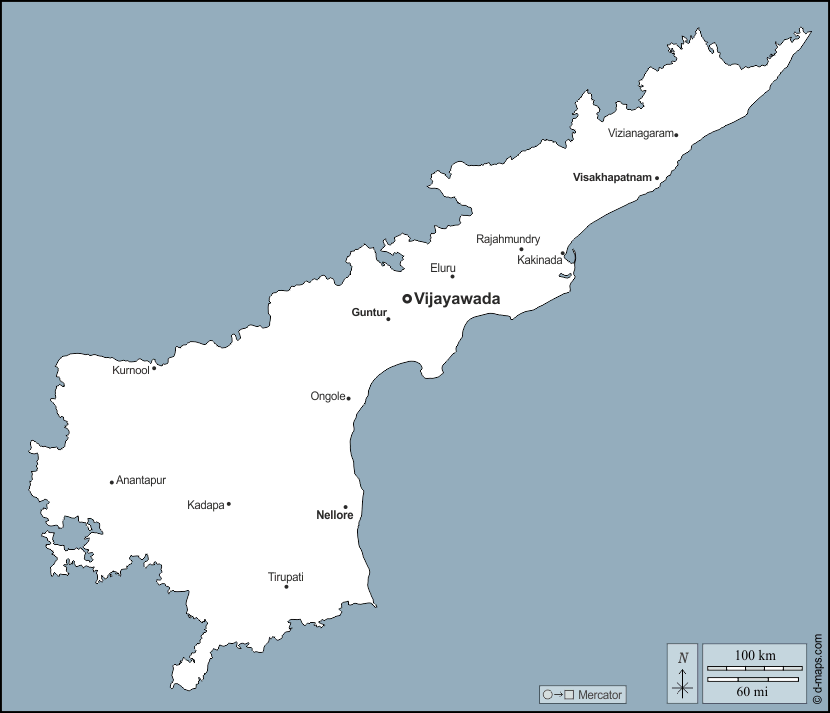 Vizianagaram
Visakhapatnam
Rajahmundry
Kakinada
Eluru
Vijayawada
Guntur
Kurnool
Ongole
Anantapur
Kadapa
Nellore
Tirupati
N
100 km
60 mi
Mercator
© d-maps.com